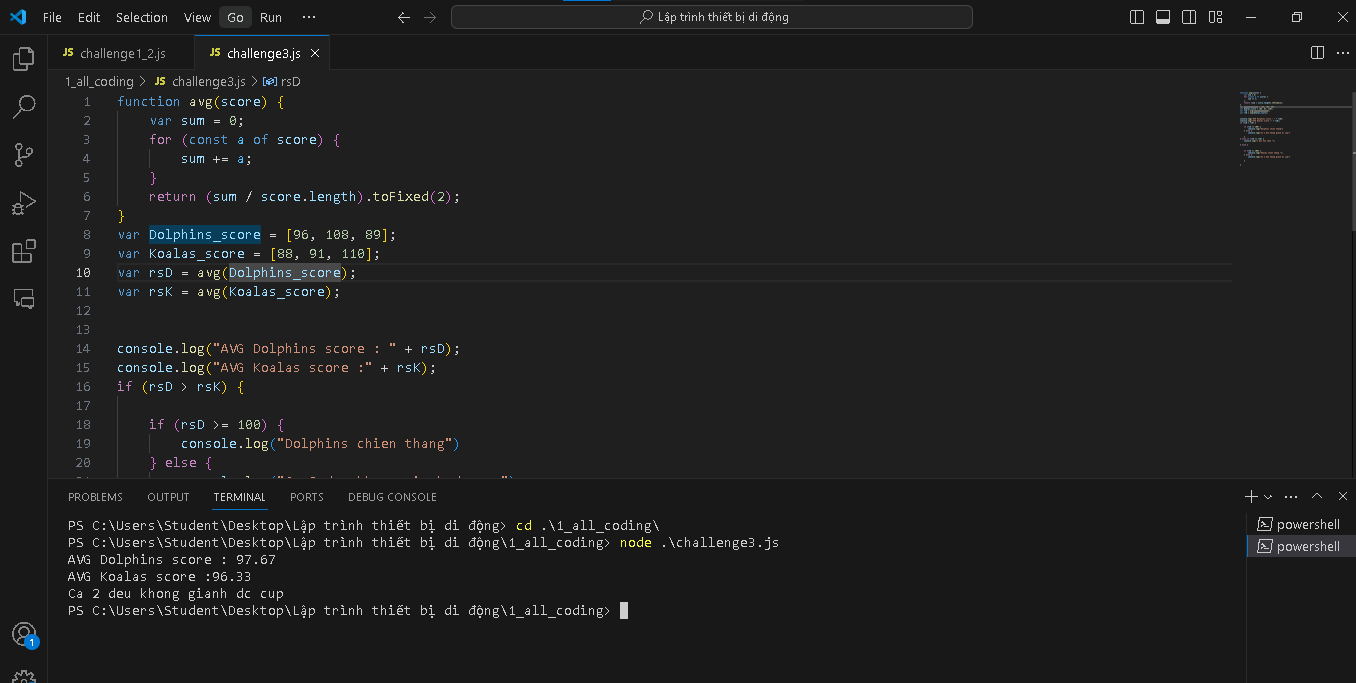 File Edit Selection View Go Run ···
Lập trình thiết bị di động
JS challenge1_2.js
JS challenge3.js
1_all_coding > JS challenge3.js > rsD
1 function avg(score) {
2 var sum = 0;
3 for (const a of score) {
4 sum += a;
5 }
6 return (sum / score.length).toFixed(2);
7 }
8 var Dolphins_score = [96, 108, 89];
9 var Koalas_score = [88, 91, 110];
10 var rsD = avg(Dolphins_score);
11 var rsK = avg(Koalas_score);
12
13
14 console.log("AVG Dolphins score : " + rsD);
15 console.log("AVG Koalas score :" + rsK);
16 if (rsD > rsK) {
17
18 if (rsD >= 100) {
19 console.log("Dolphins chien thang")
20 } else {
PROBLEMS OUTPUT TERMINAL PORTS DEBUG CONSOLE
PS C:\Users\Student\Desktop\Lập trình thiết bị di động> cd .\1_all_coding\
PS C:\Users\Student\Desktop\Lập trình thiết bị di động\1_all_coding> node .\challenge3.js
AVG Dolphins score : 97.67
AVG Koalas score :96.33
Ca 2 deu khong gianh dc cup
PS C:\Users\Student\Desktop\Lập trình thiết bị di động\1_all_coding>
powershell
powershell
1